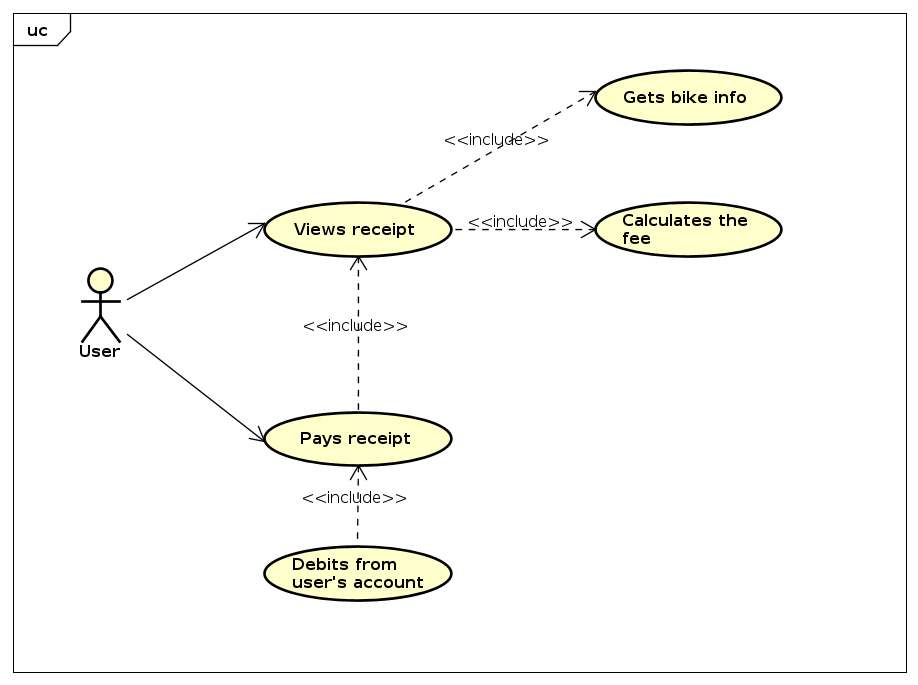 uc
Gets bike info
<<include>>
<<include>>
Calculates the
fee
Views receipt
<<include>>
User
Pays receipt
<<include>>
Debits from
user's account